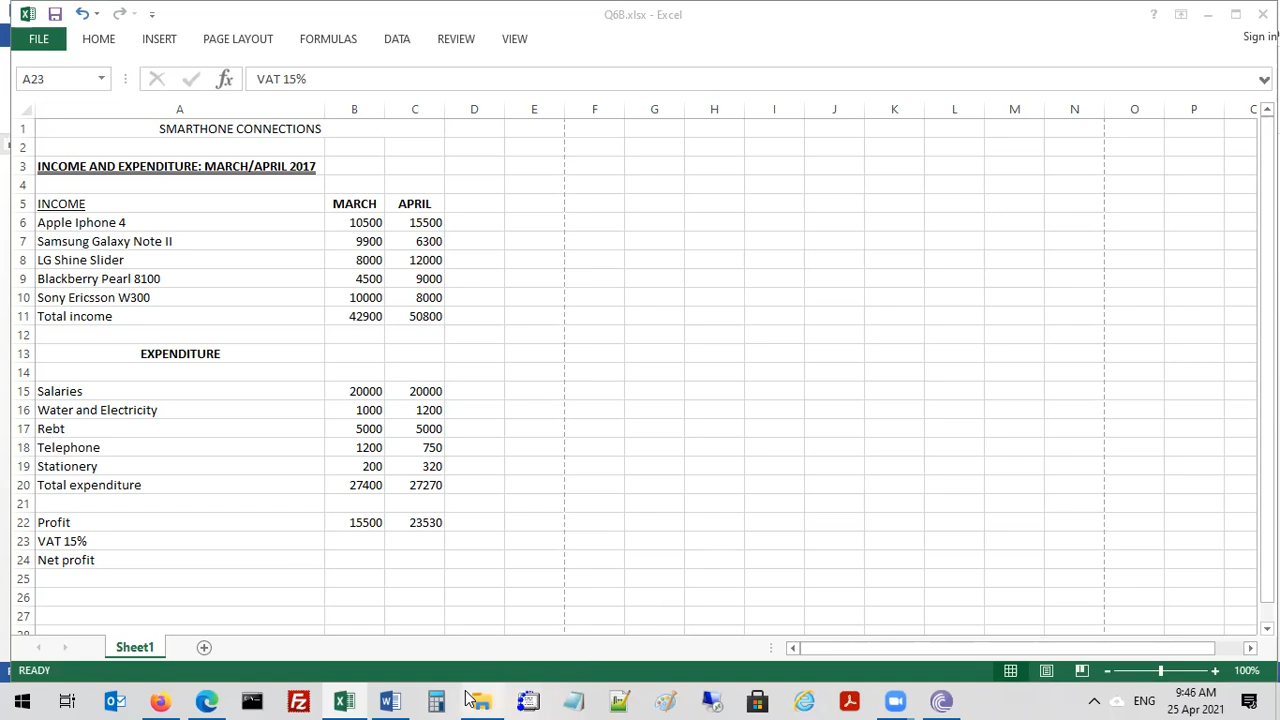 Q6B.xlsx - Excel
?
FILE HOME INSERT PAGE LAYOUT FORMULAS DATA REVIEW VIEW
Sign in
A23 fx VAT 15%
A B C D E F G H I J K L M N O P C
1 SMARTHONE CONNECTIONS
2
3 INCOME AND EXPENDITURE: MARCH/APRIL 2017
4
5 INCOME MARCH APRIL
6 Apple Iphone 4 10500 15500
7 Samsung Galaxy Note II 9900 6300
8 LG Shine Slider 8000 12000
9 Blackberry Pearl 8100 4500 9000
10 Sony Ericsson W300 10000 8000
11 Total income 42900 50800
12
13 EXPENDITURE
14
15 Salaries 20000 20000
16 Water and Electricity 1000 1200
17 Rebt 5000 5000
18 Telephone 1200 750
19 Stationery 200 320
20 Total expenditure 27400 27270
21
22 Profit 15500 23530
23 VAT 15%
24 Net profit
25
26
27
28
Sheet1
READY 100%
ENG 9:46 AM
25 Apr 2021